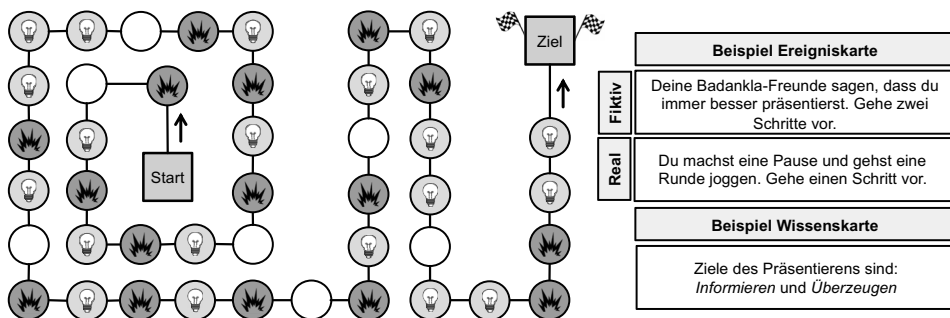 Start
Ziel
Beispiel Ereigniskarte
Fiktiv
Deine Badankla-Freunde sagen, dass du
immer besser präsentierst. Gehe zwei
Schritte vor.
Real
Du machst eine Pause und gehst eine
Runde joggen. Gehe einen Schritt vor.
Beispiel Wissenskarte
Ziele des Präsentierens sind:
Informieren und Überzeugen